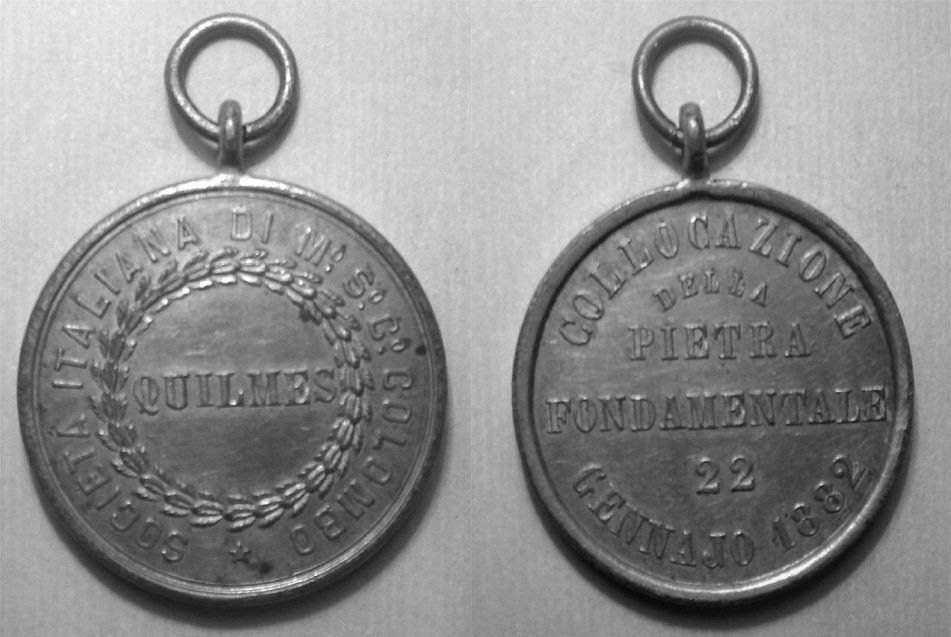 SOCIETÀ ITALIANA DI Mº. Sº. Cº. COLOMBO
QUILMES
COLLOCAZIONE
DELLA
PIETRA
FONDAMENTALE
22
GENNAJO 1882